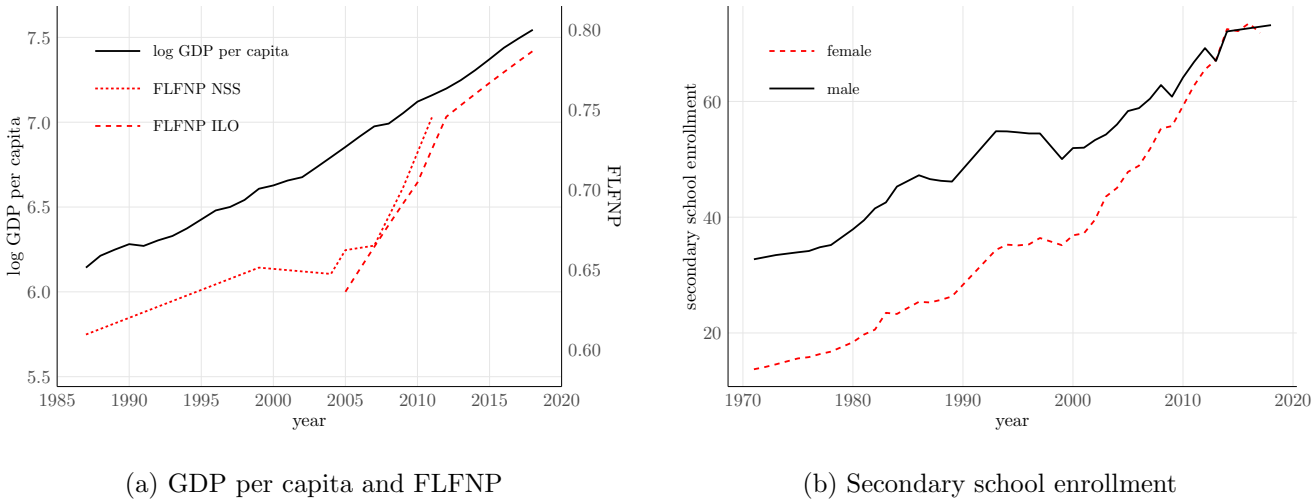 log GDP per capita
7.5
7.0
6.5
6.0
5.5
log GDP per capita
FLFNP NSS
FLFNP ILO
0.80
0.75
0.70
0.65
0.60
FLFNP
1985 1990 1995 2000 2005 2010 2015 2020
year
(a) GDP per capita and FLFNP
secondary school enrollment
60
40
20
female
male
1970 1980 1990 2000 2010 2020
year
(b) Secondary school enrollment